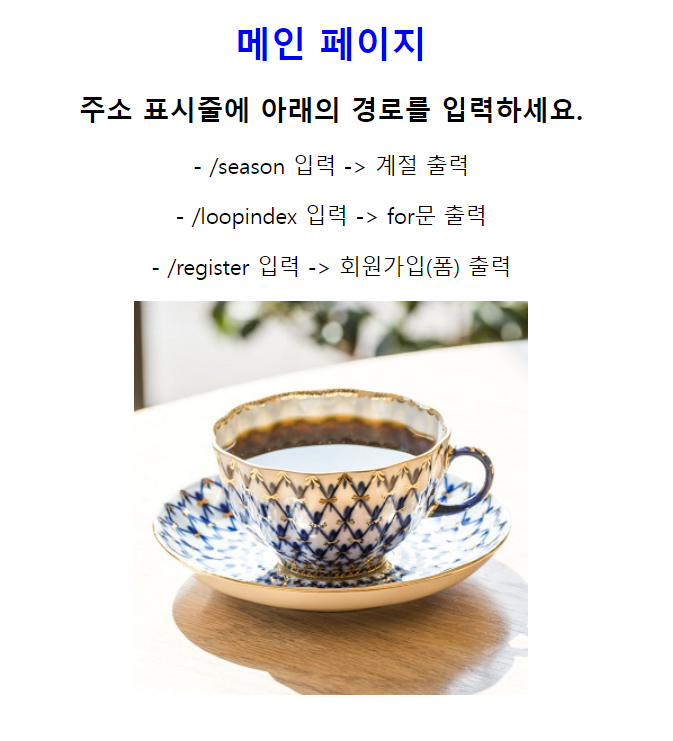 메인 페이지
주소 표시줄에 아래의 경로를 입력하세요.
- /season 입력 -> 계절 출력
- /loopindex 입력 -> for문 출력
- /register 입력 -> 회원가입(폼) 출력